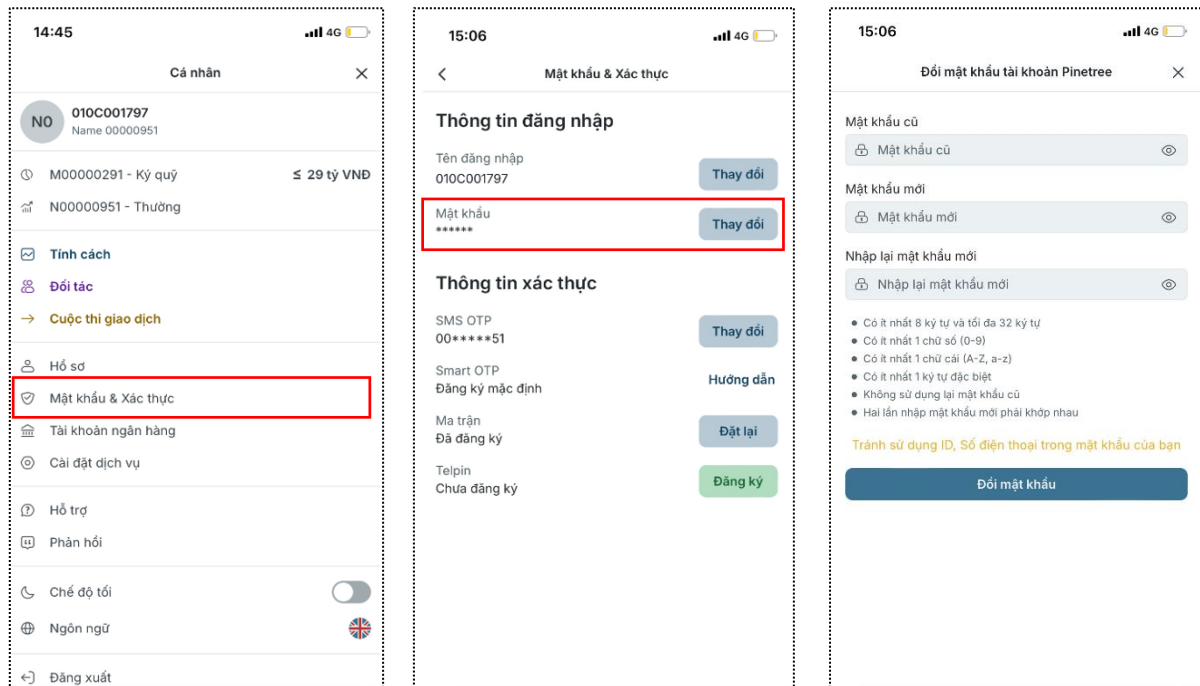 14:45
4G
Cá nhân
N0
010C001797
Name 00000951
M00000291 - Ký quỹ
≤ 29 tỷ VNĐ
N00000951 - Thường
Tính cách
Đối tác
Cuộc thi giao dịch
Hồ sơ
Mật khẩu & Xác thực
Tài khoản ngân hàng
Cài đặt dịch vụ
Hỗ trợ
Phản hồi
Chế độ tối
Ngôn ngữ
Đăng xuất
15:06
4G
Mật khẩu & Xác thực
Thông tin đăng nhập
Tên đăng nhập
010C001797
Thay đổi
Mật khẩu
******
Thay đổi
Thông tin xác thực
SMS OTP
00*****51
Thay đổi
Smart OTP
Đăng ký mặc định
Hướng dẫn
Ma trận
Đã đăng ký
Đặt lại
Telpin
Chưa đăng ký
Đăng ký
15:06
4G
Đổi mật khẩu tài khoản Pinetree
Mật khẩu cũ
Mật khẩu cũ
Mật khẩu mới
Mật khẩu mới
Nhập lại mật khẩu mới
Nhập lại mật khẩu mới
Có ít nhất 8 ký tự và tối đa 32 ký tự
Có ít nhất 1 chữ số (0-9)
Có ít nhất 1 chữ cái (A-Z, a-z)
Có ít nhất 1 ký tự đặc biệt
Không sử dụng lại mật khẩu cũ
Hai lần nhập mật khẩu mới phải khớp nhau
Tránh sử dụng ID, Số điện thoại trong mật khẩu của bạn
Đổi mật khẩu